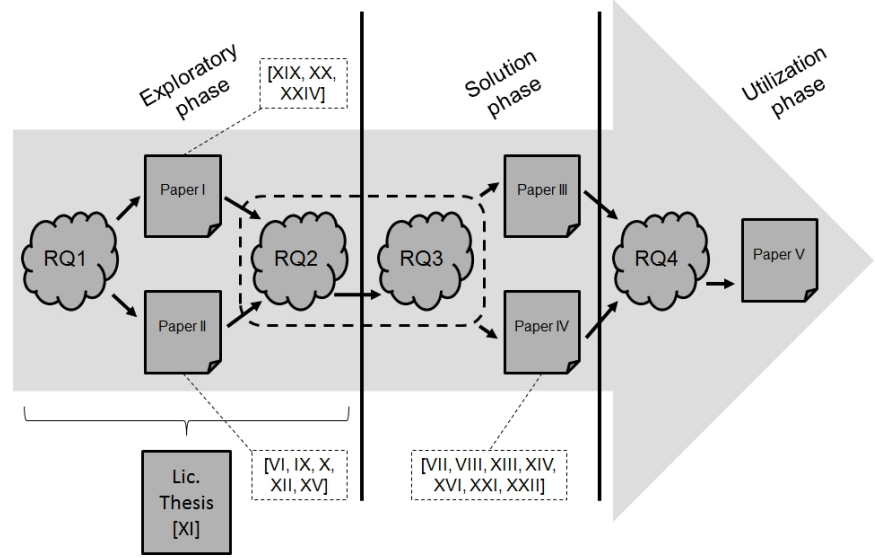 Exploratory
phase
[XIX, XX,
XXIV]
Solution
phase
Utilization
phase
Paper I
Paper III
RQ1
RQ2
RQ3
RQ4
Paper V
Paper II
Paper IV
[VI, IX, X,
XII, XV]
[VII, VIII, XIII, XIV,
XVI, XXI, XXII]
Lic.
Thesis
[XI]